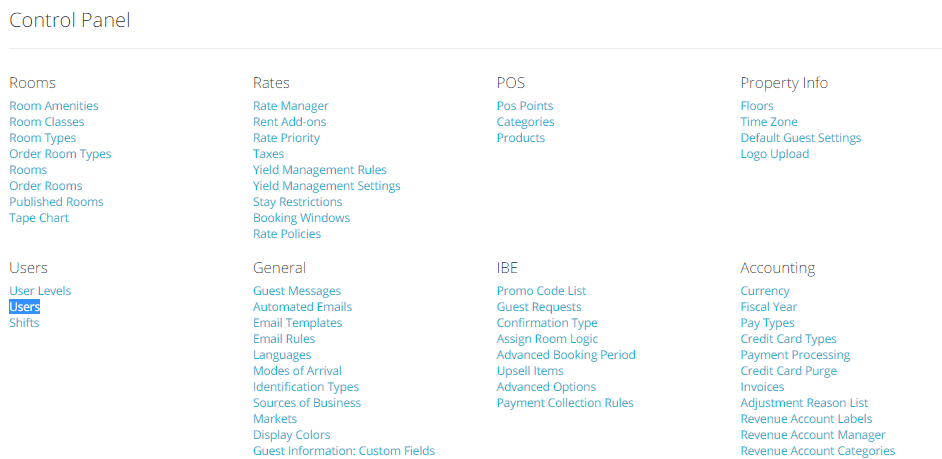 Control Panel
Rooms
Room Amenities
Room Classes
Room Types
Order Room Types
Rooms
Order Rooms
Published Rooms
Tape Chart
Rates
Rate Manager
Rent Add-ons
Rate Priority
Taxes
Yield Management Rules
Yield Management Settings
Stay Restrictions
Booking Windows
Rate Policies
POS
Pos Points
Categories
Products
Property Info
Floors
Time Zone
Default Guest Settings
Logo Upload
Users
User Levels
Users
Shifts
General
Guest Messages
Automated Emails
Email Templates
Email Rules
Languages
Modes of Arrival
Identification Types
Sources of Business
Markets
Display Colors
Guest Information: Custom Fields
IBE
Promo Code List
Guest Requests
Confirmation Type
Assign Room Logic
Advanced Booking Period
Upsell Items
Advanced Options
Payment Collection Rules
Accounting
Currency
Fiscal Year
Pay Types
Credit Card Types
Payment Processing
Credit Card Purge
Invoices
Adjustment Reason List
Revenue Account Labels
Revenue Account Manager
Revenue Account Categories